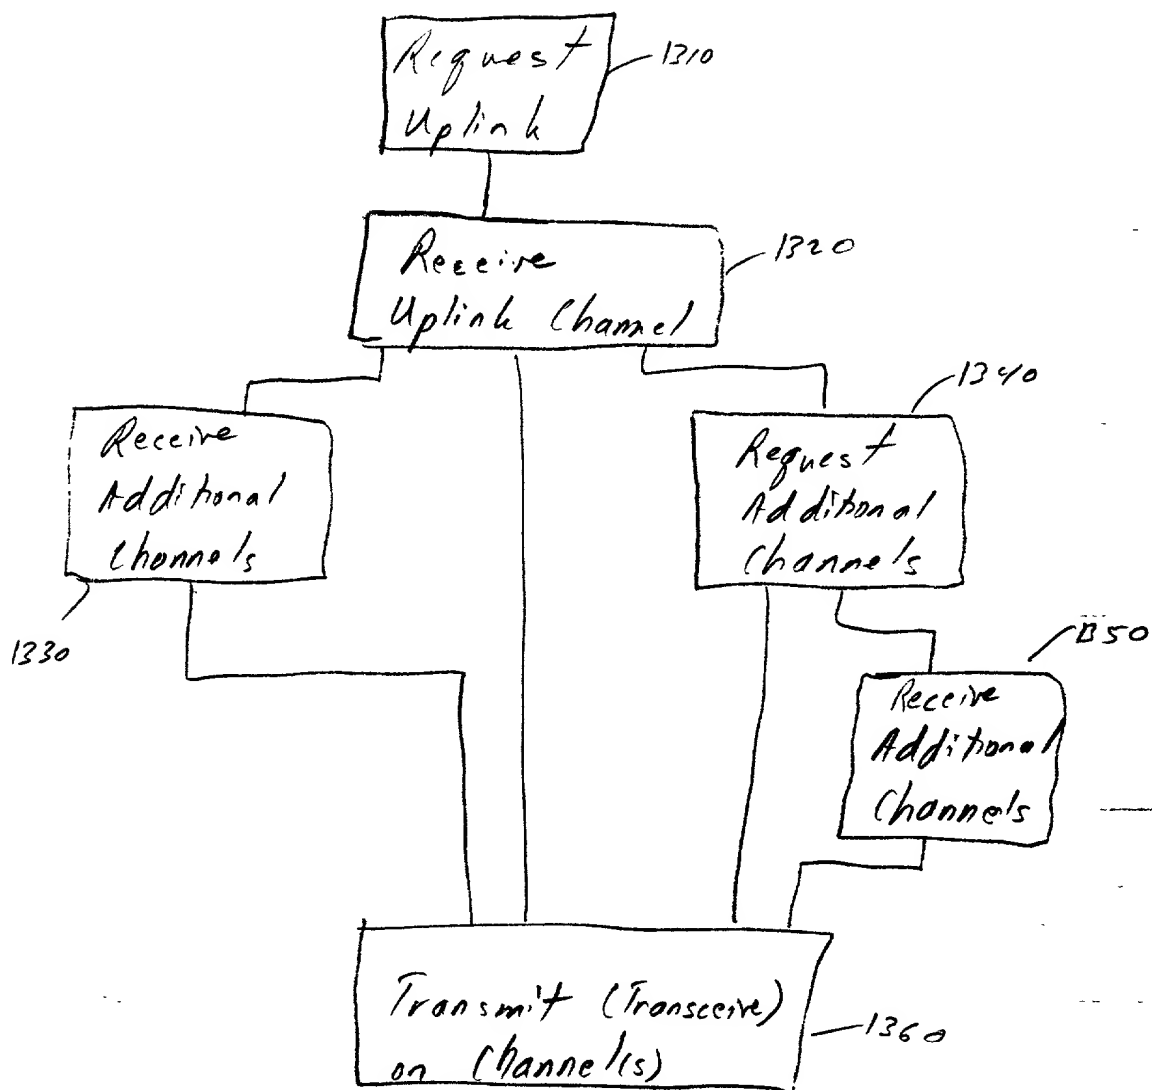 Request
Uplink
1310
Receive
Uplink Channel
1320
Receive
Additional
Channels
1330
Request
Additional
Channels
1340
Receive
Additional
Channels
1350
Transmit (Transceive)
on Channel(s)
1360